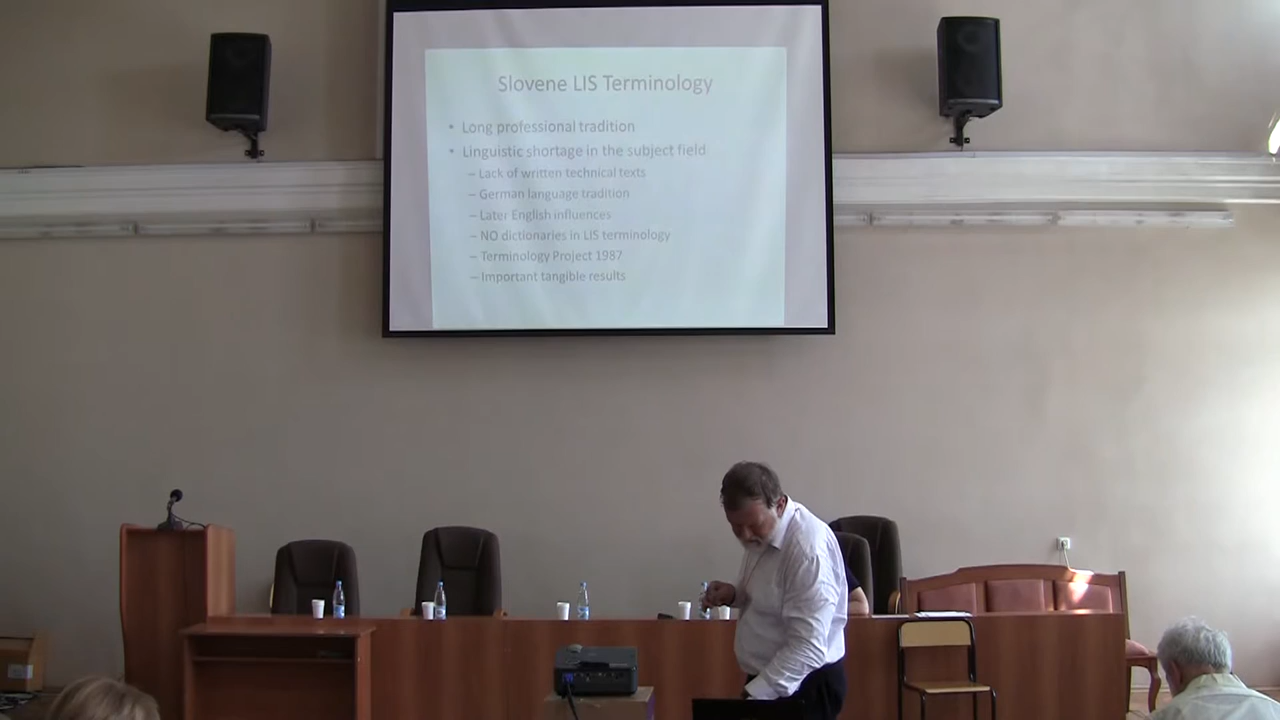 Slovene LIS Terminology
• Long professional tradition
• Linguistic shortage in the subject field
– Lack of written technical texts
– German language tradition
– Later English influences
– NO dictionaries in LIS terminology
– Terminology Project 1987
– Important tangible results